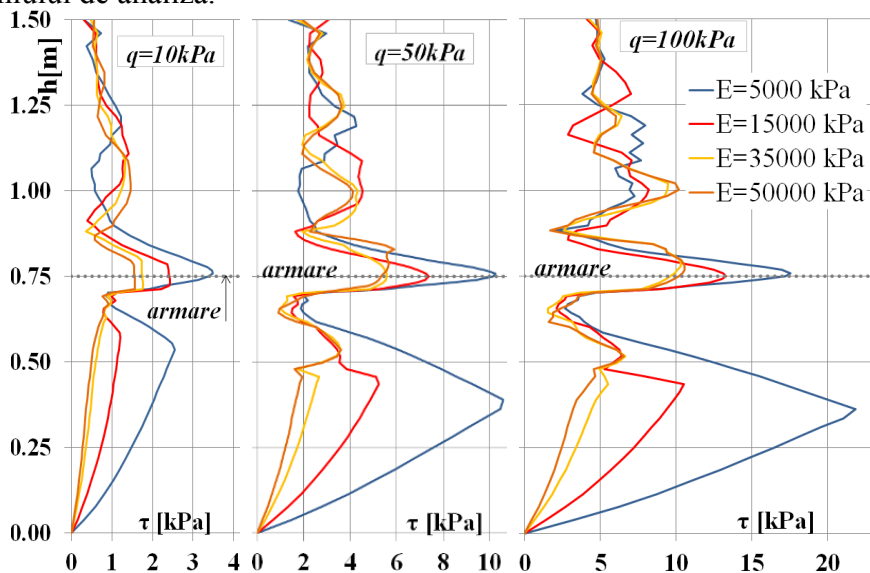 1.50
h[m]
1.25
1.00
0.75
0.50
0.25
0.00
q=10kPa
q=50kPa
q=100kPa
E=5000 kPa
E=15000 kPa
E=35000 kPa
E=50000 kPa
armare
armare
armare
τ [kPa]
τ [kPa]
τ [kPa]
0 1 2 3 4
0 2 4 6 8 10
0 5 10 15 20